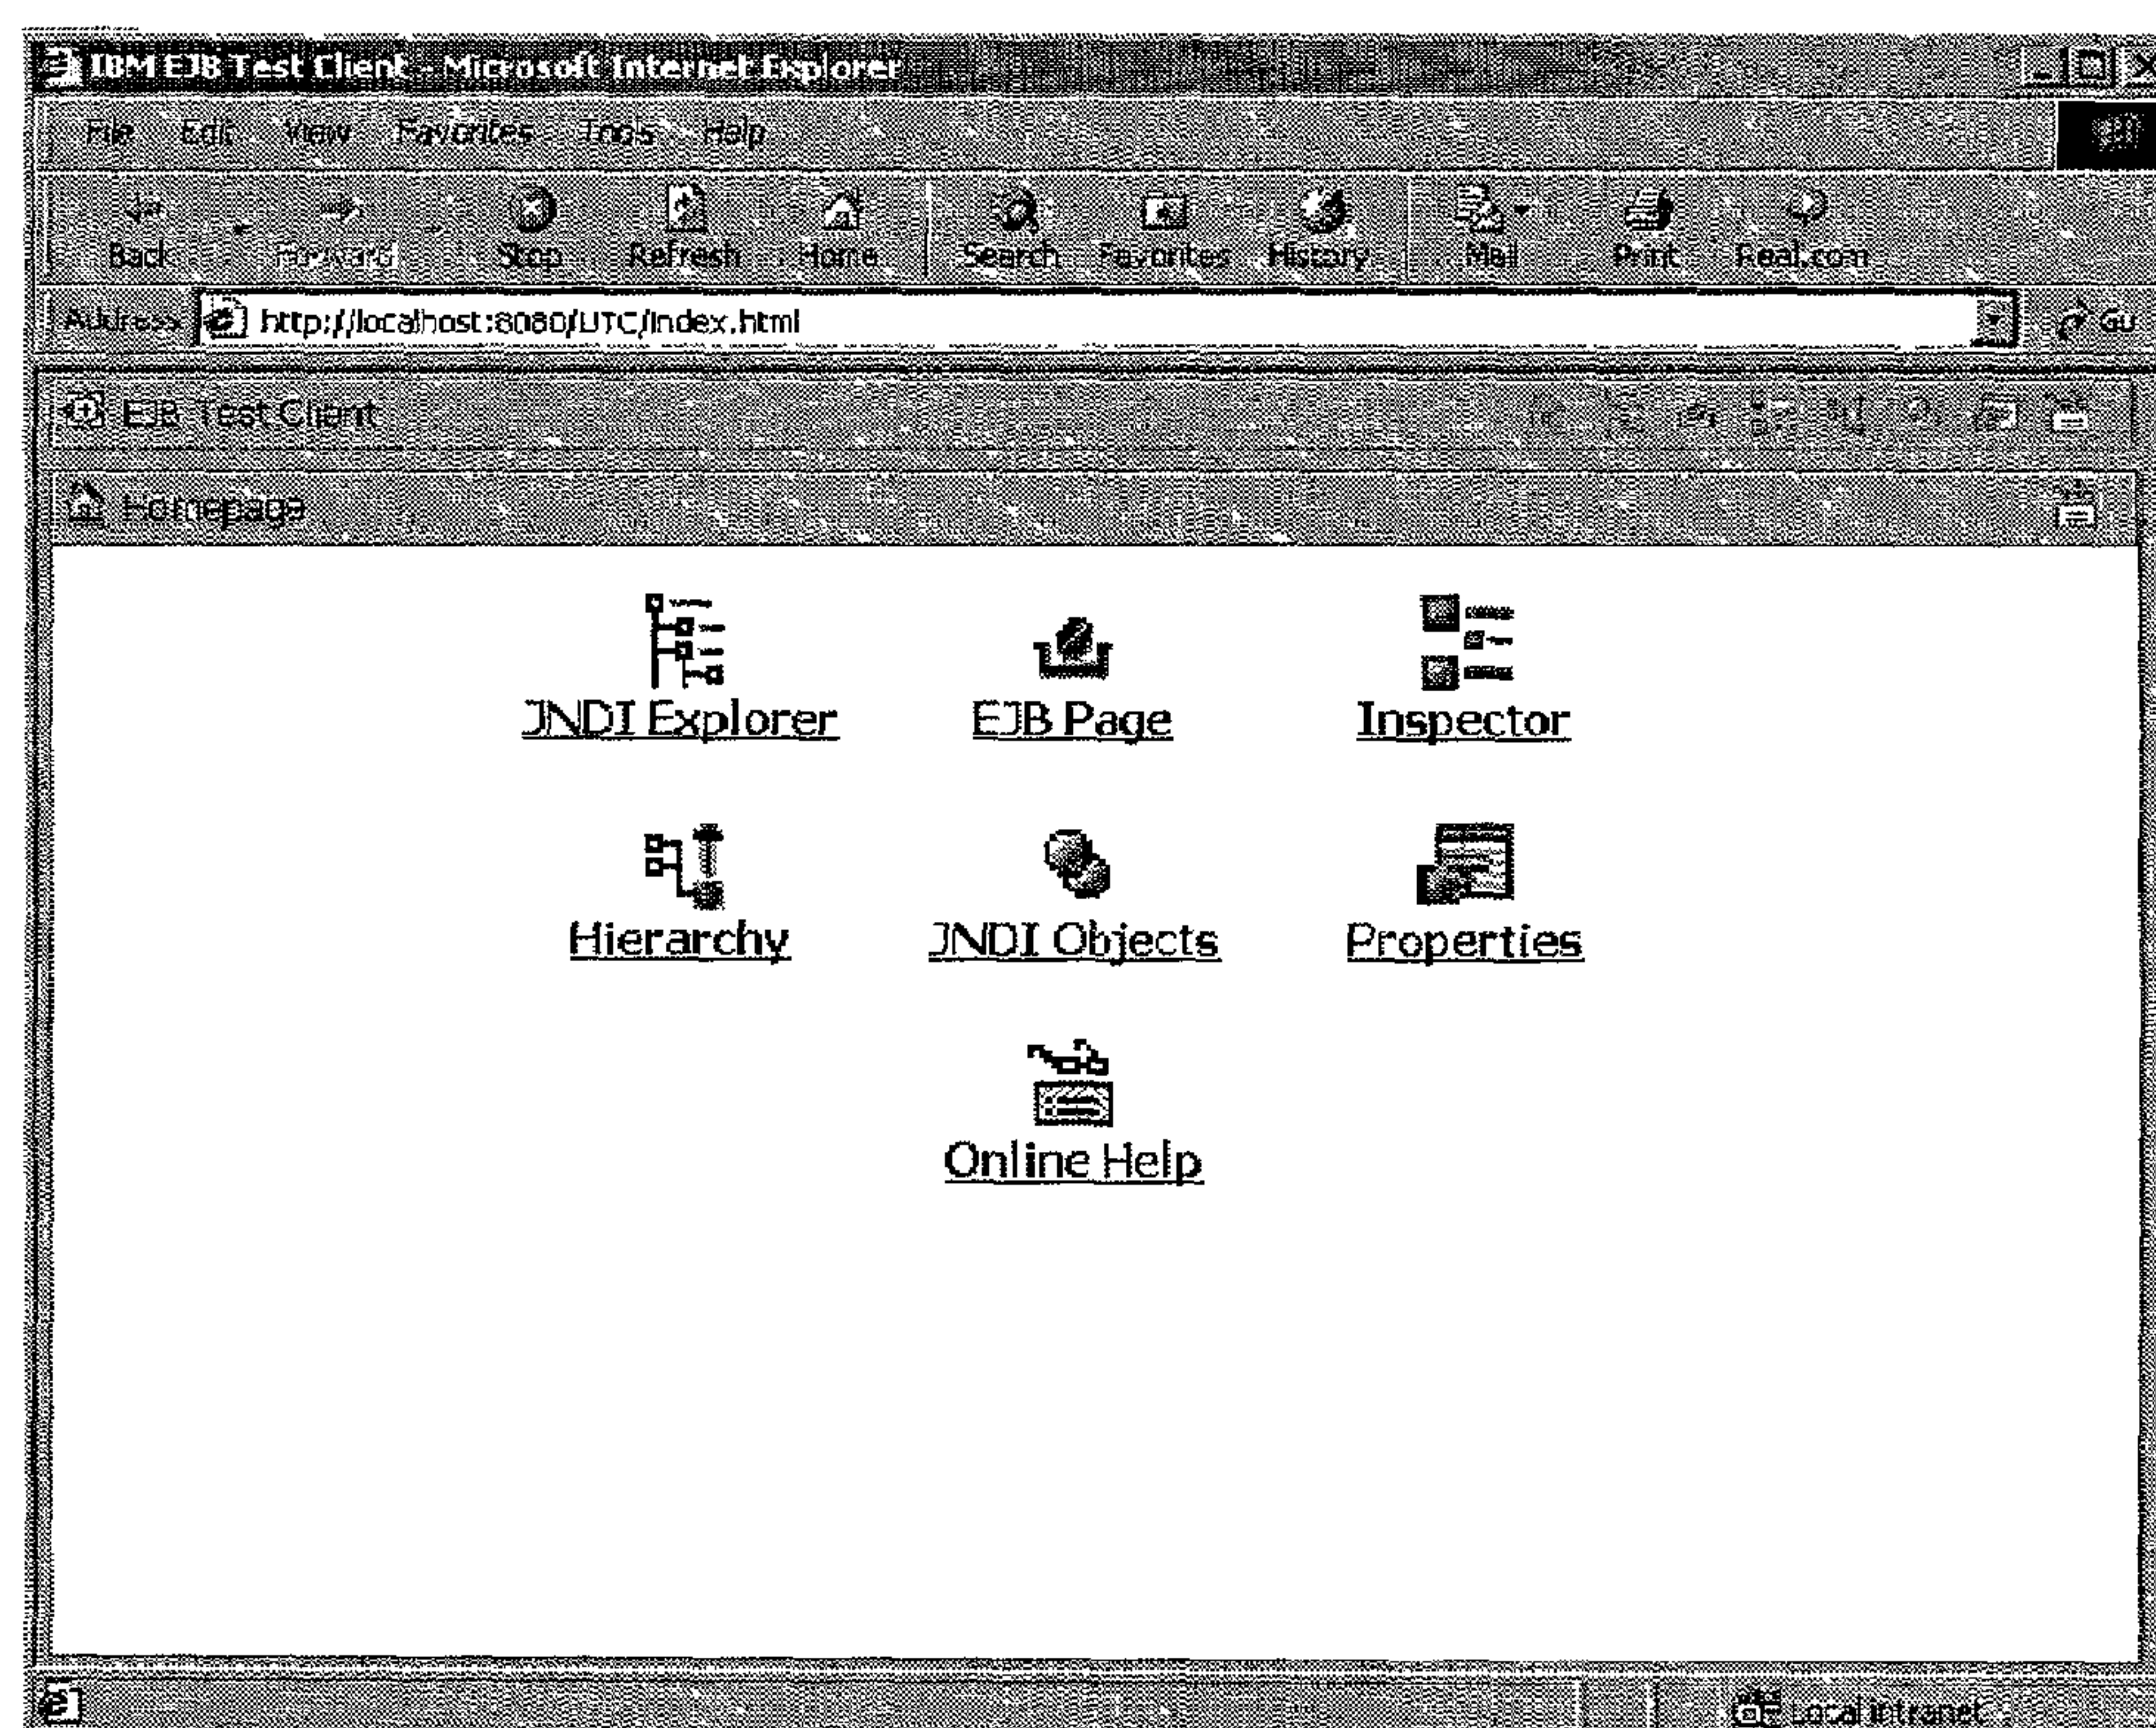 IBM EJB Test Client - Microsoft Internet Explorer
File Edit View Favorites Tools Help
Back Forward Stop Refresh Home Search Favorites History Mail Print Real.com
Address http://localhost:8080/UTC/index.html Go
EJB Test Client
Homepage
JNDI Explorer EJB Page Inspector
Hierarchy JNDI Objects Properties
Online Help
Local intranet